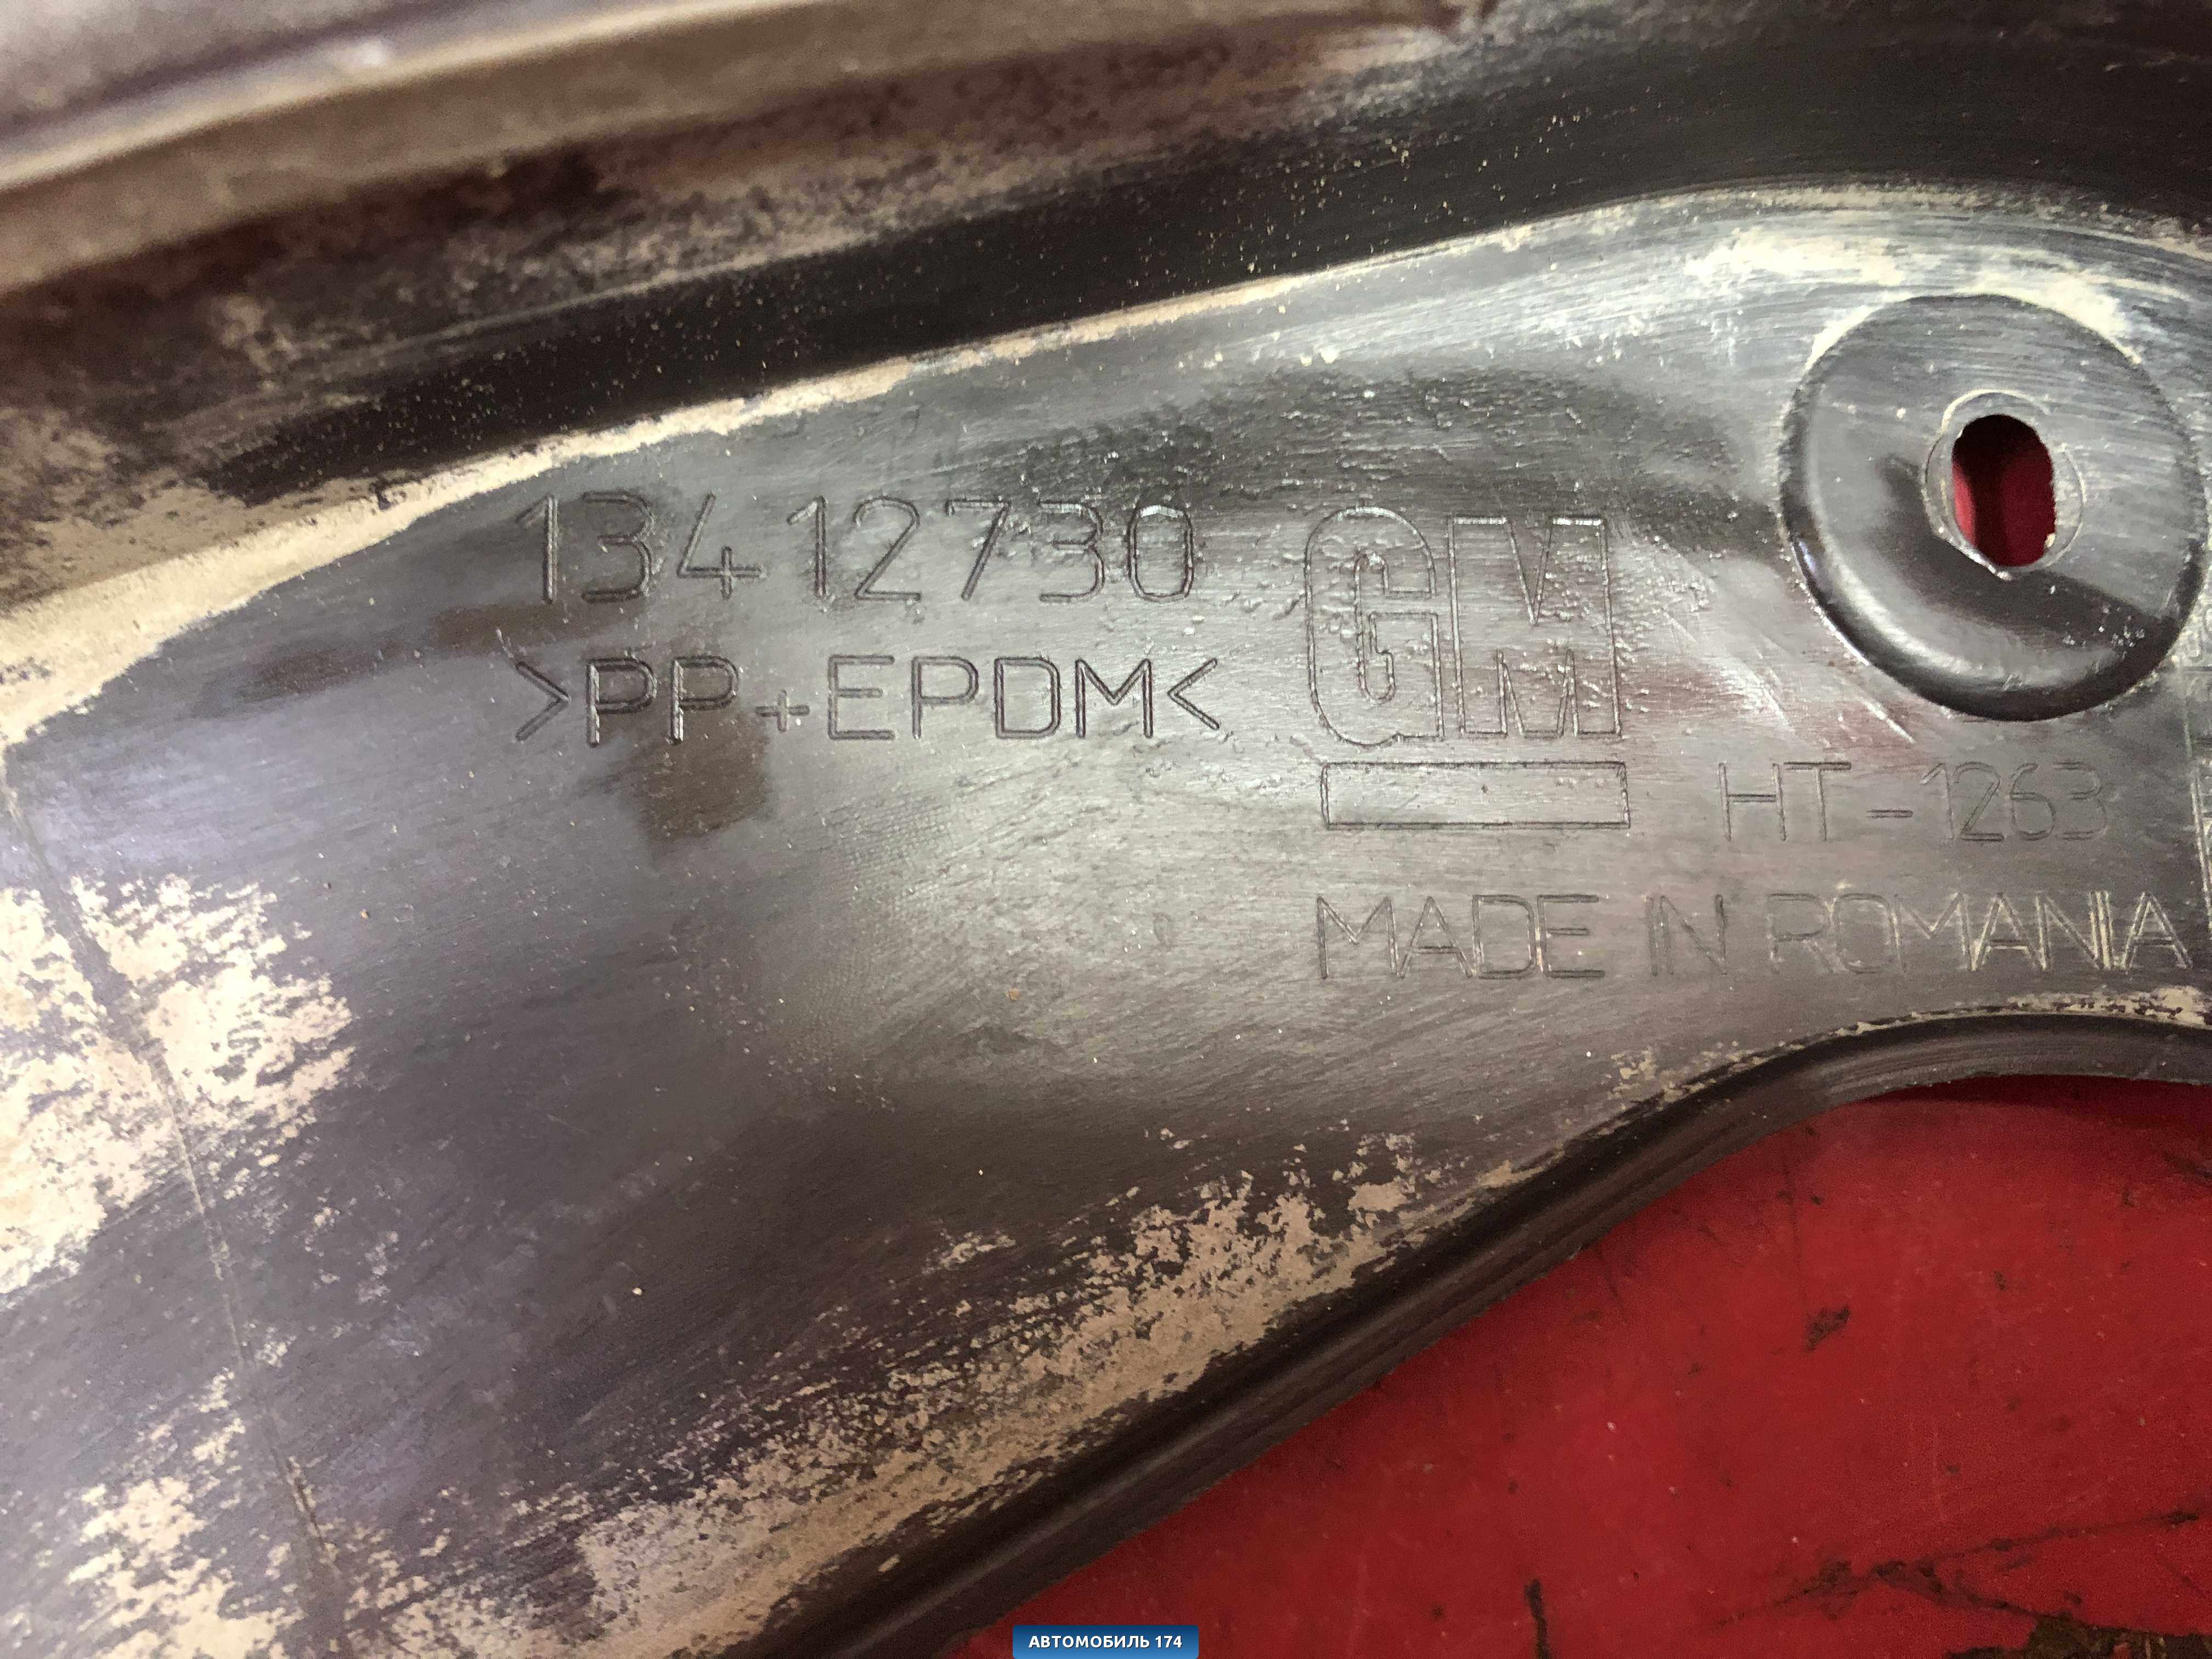 13412730
>PP+EPDM<
GM
HT-1263
MADE IN ROMANIA
АВТОМОБИЛЬ 174